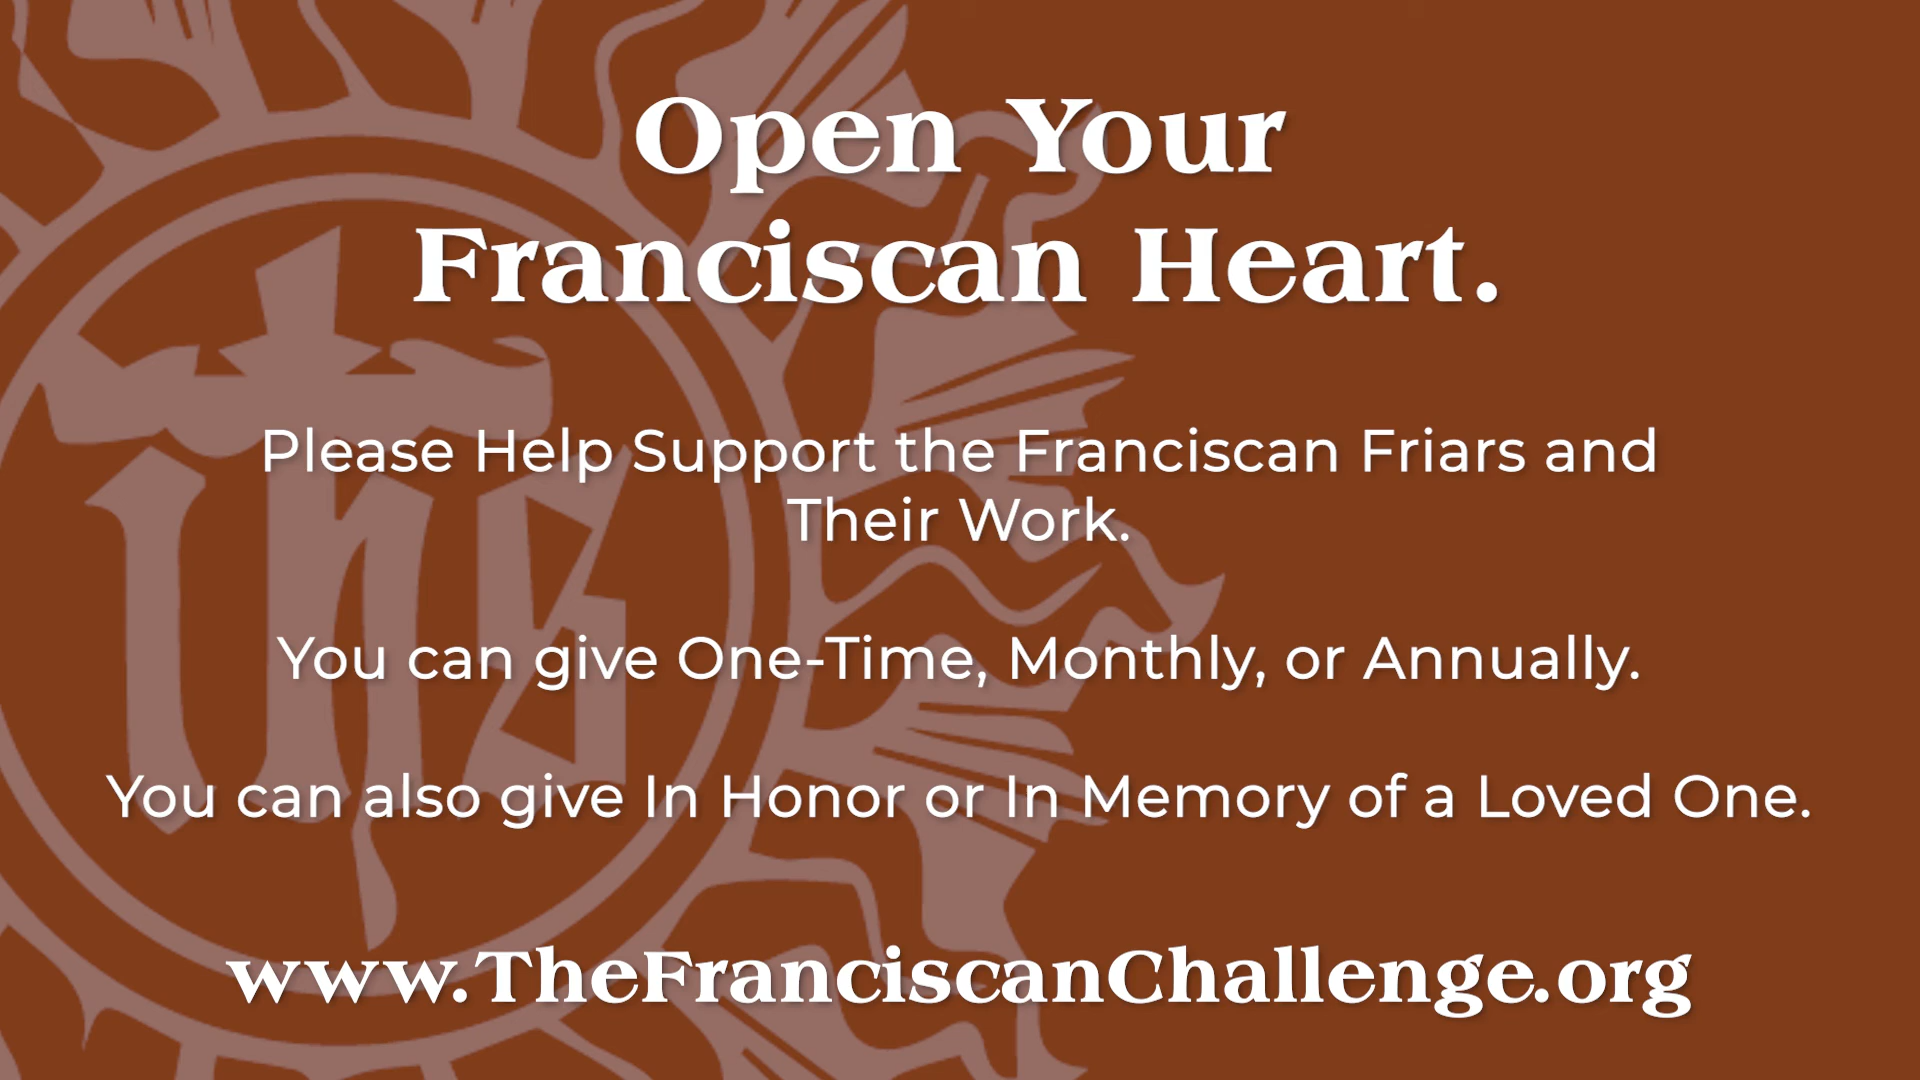 Open Your
Franciscan Heart.
Please Help Support the Franciscan Friars and
Their Work.
You can give One-Time, Monthly, or Annually.
You can also give In Honor or In Memory of a Loved One.
www.TheFranciscanChallenge.org
ihs